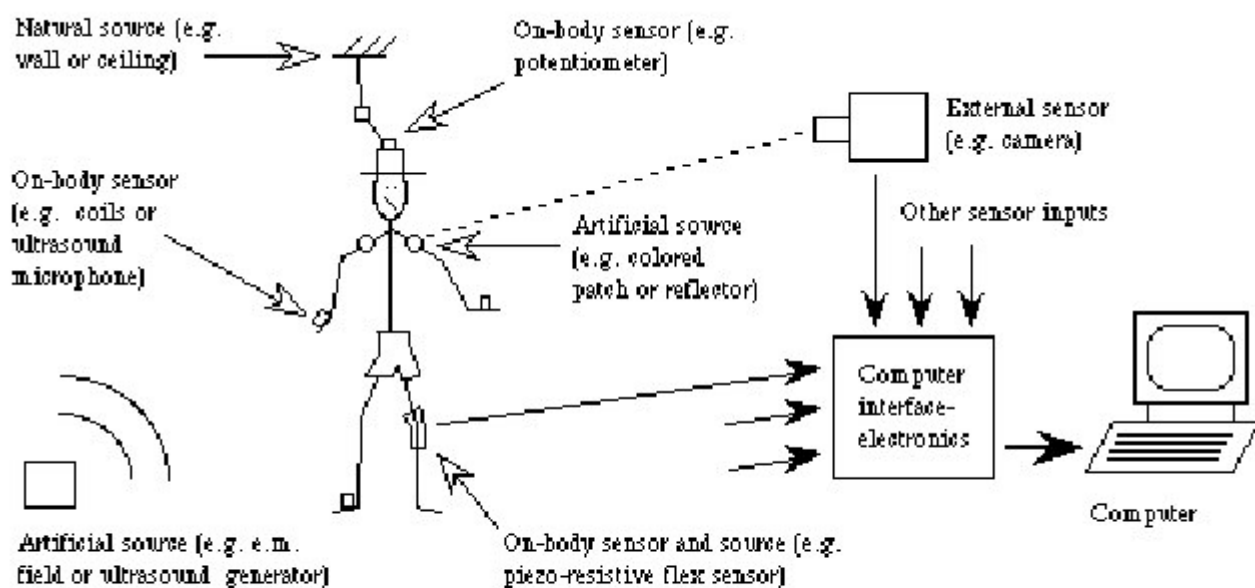 Natural source (e.g.
wall or ceiling)
On-body sensor (e.g.
potentiometer)
External sensor
(e.g. camera)
On-body sensor
(e.g. coils or
ultrasound
microphone)
Artificial source
(e.g. colored
patch or reflector)
Other sensor inputs
Computer
interface-
electronics
Computer
Artificial source (e.g. e.m.
field or ultrasound generator)
On-body sensor and source (e.g.
piezo-resistive flex sensor)